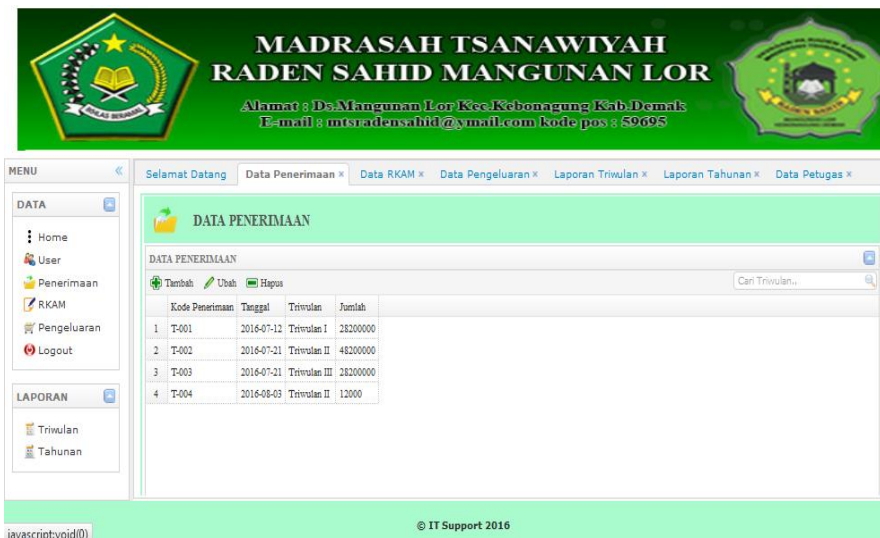 MADRASAH TSANAWIYAH
RADEN SAHID MANGUNAN LOR
Alamat : Ds.Mangunan Lor Kec.Kebonagung Kab.Demak
E-mail : mtsradensahid@ymail.com kode pos : 59695
IKHLAS BERAMAL
RADEN SAHID
MENU «
Selamat Datang Data Penerimaan × Data RKAM × Data Pengeluaran × Laporan Triwulan × Laporan Tahunan × Data Petugas ×
DATA
Home
User
Penerimaan
RKAM
Pengeluaran
Logout
LAPORAN
Triwulan
Tahunan
DATA PENERIMAAN
DATA PENERIMAAN
Tambah Ubah Hapus Cari Triwulan..
Kode Penerimaan Tanggal Triwulan Jumlah
1 T-001 2016-07-12 Triwulan I 28200000
2 T-002 2016-07-21 Triwulan II 48200000
3 T-003 2016-07-21 Triwulan III 28200000
4 T-004 2016-08-03 Triwulan II 12000
© IT Support 2016
javascript:void(0)